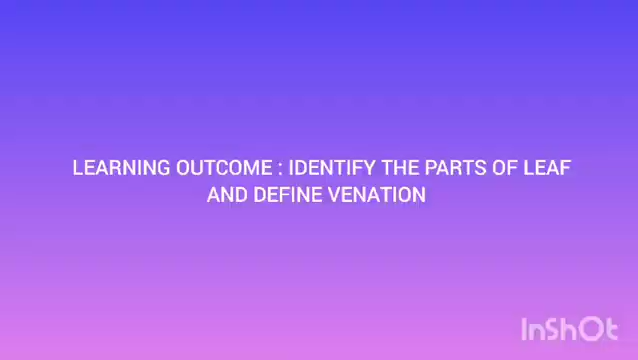 LEARNING OUTCOME : IDENTIFY THE PARTS OF LEAF
AND DEFINE VENATION
InShOt